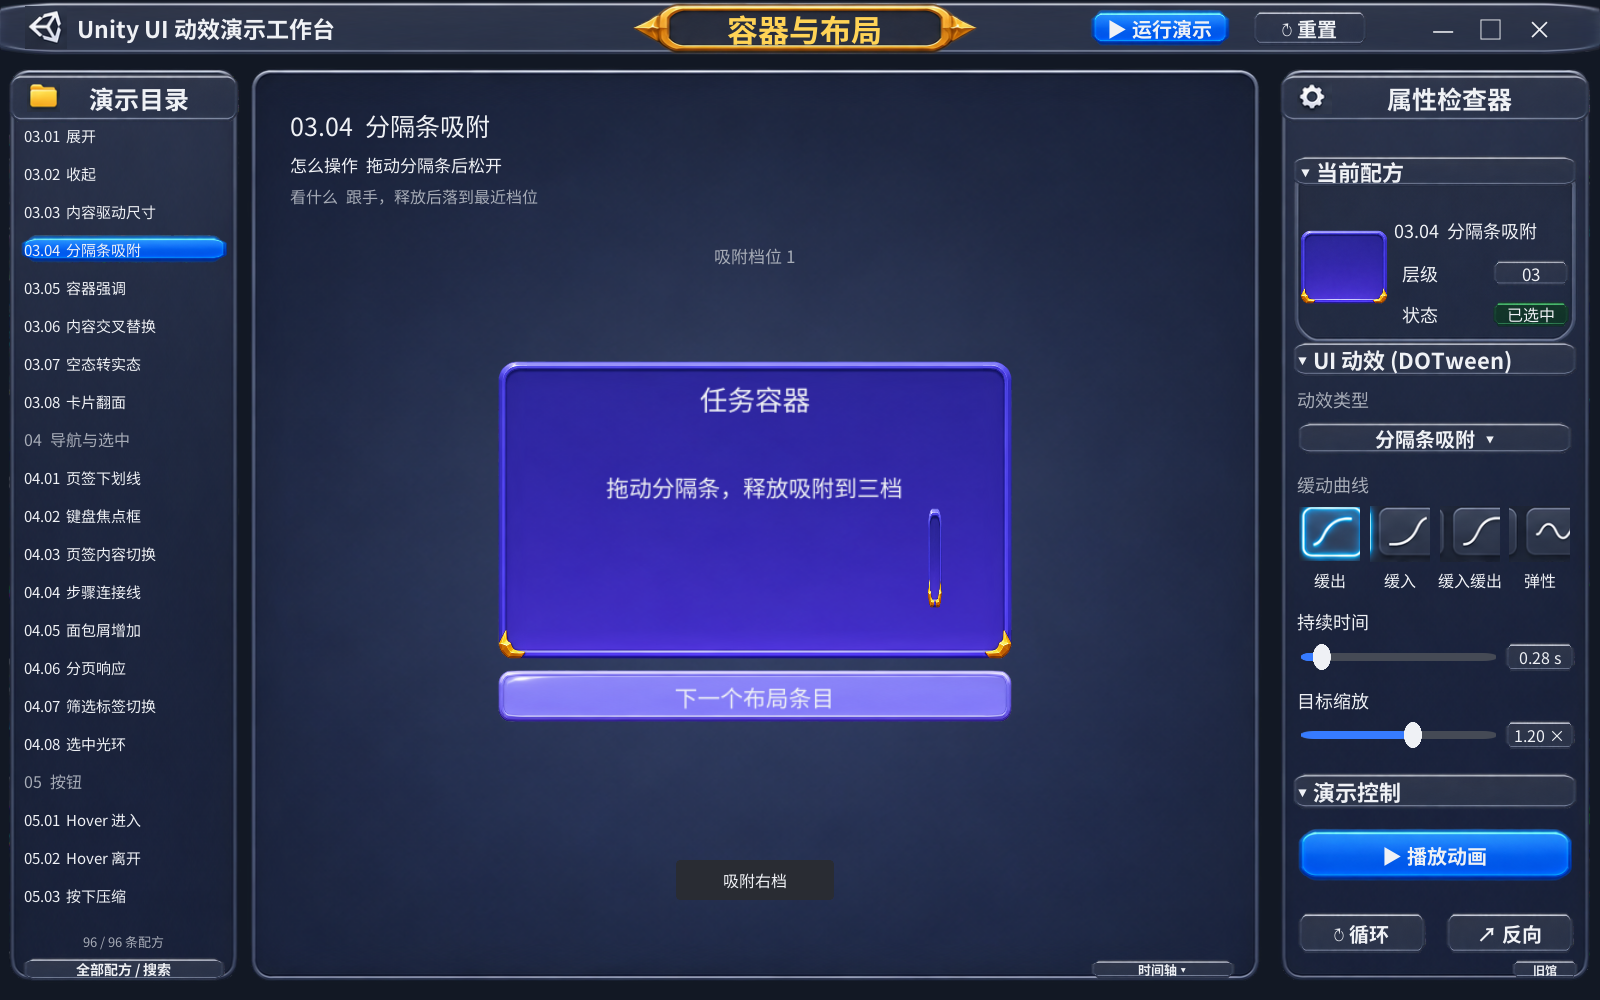 Unity UI 动效演示工作台
容器与布局
▶ 运行演示
↻ 重置
演示目录
03.01 展开
03.02 收起
03.03 内容驱动尺寸
03.04 分隔条吸附
03.05 容器强调
03.06 内容交叉替换
03.07 空态转实态
03.08 卡片翻面
04 导航与选中
04.01 页签下划线
04.02 键盘焦点框
04.03 页签内容切换
04.04 步骤连接线
04.05 面包屑增加
04.06 分页响应
04.07 筛选标签切换
04.08 选中光环
05 按钮
05.01 Hover 进入
05.02 Hover 离开
05.03 按下压缩
96 / 96 条配方
全部配方 / 搜索
03.04 分隔条吸附
怎么操作 拖动分隔条后松开
看什么 跟手，释放后落到最近档位
吸附档位 1
任务容器
拖动分隔条，释放吸附到三档
下一个布局条目
吸附右档
时间轴 ▾
属性检查器
▾ 当前配方
03.04 分隔条吸附
层级 03
状态 已选中
▾ UI 动效 (DOTween)
动效类型
分隔条吸附 ▾
缓动曲线
缓出 缓入 缓入缓出 弹性
持续时间
0.28 s
目标缩放
1.20 ×
▾ 演示控制
▶ 播放动画
↻ 循环
↗ 反向
旧馆